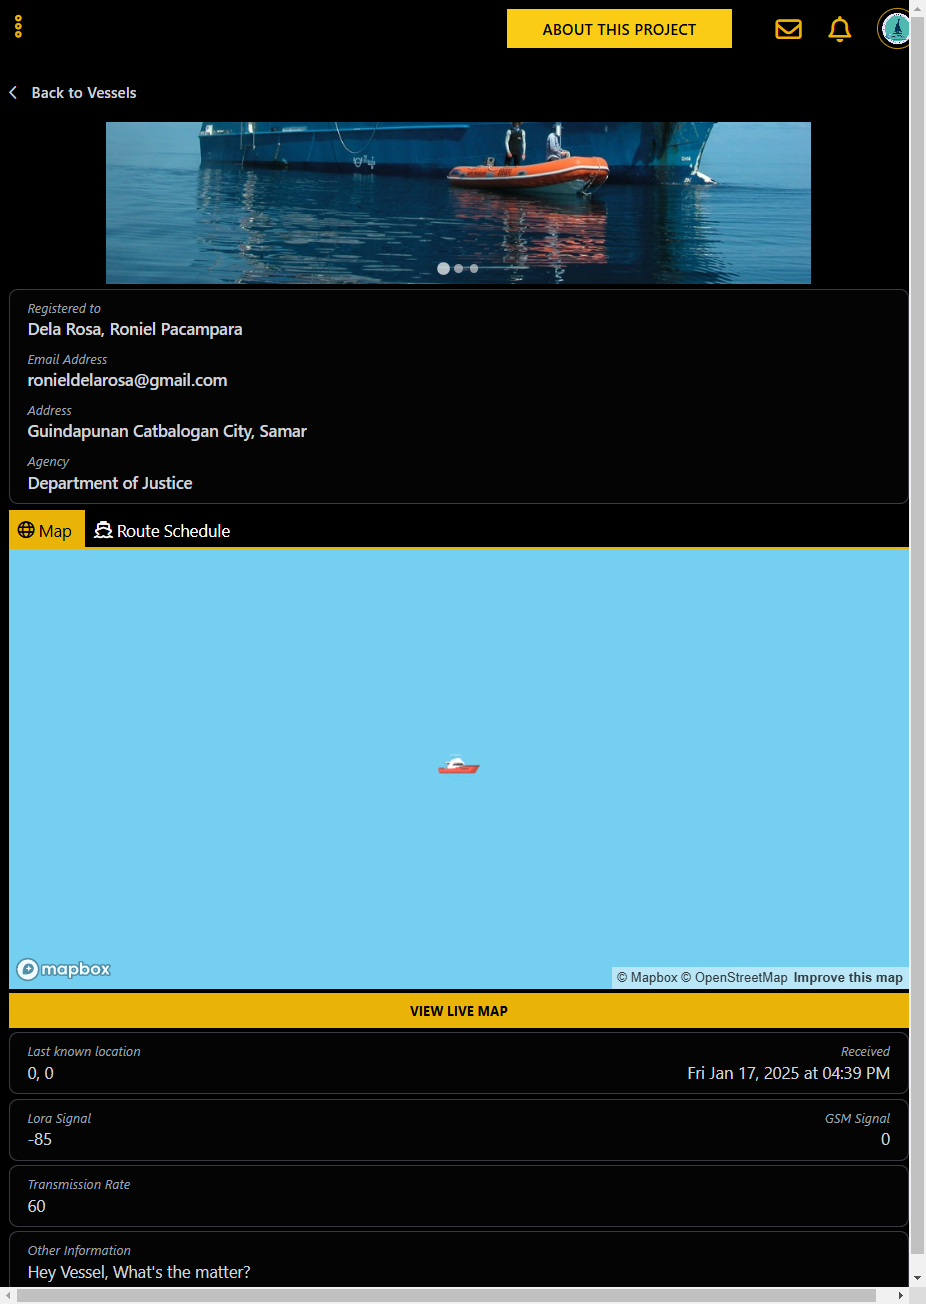 ABOUT THIS PROJECT
Back to Vessels
Registered to
Dela Rosa, Roniel Pacampara
Email Address
ronieldelarosa@gmail.com
Address
Guindapunan Catbalogan City, Samar
Agency
Department of Justice
Map
Route Schedule
mapbox
© Mapbox © OpenStreetMap Improve this map
VIEW LIVE MAP
Last known location
Received
0, 0
Fri Jan 17, 2025 at 04:39 PM
Lora Signal
GSM Signal
-85
0
Transmission Rate
60
Other Information
Hey Vessel, What's the matter?